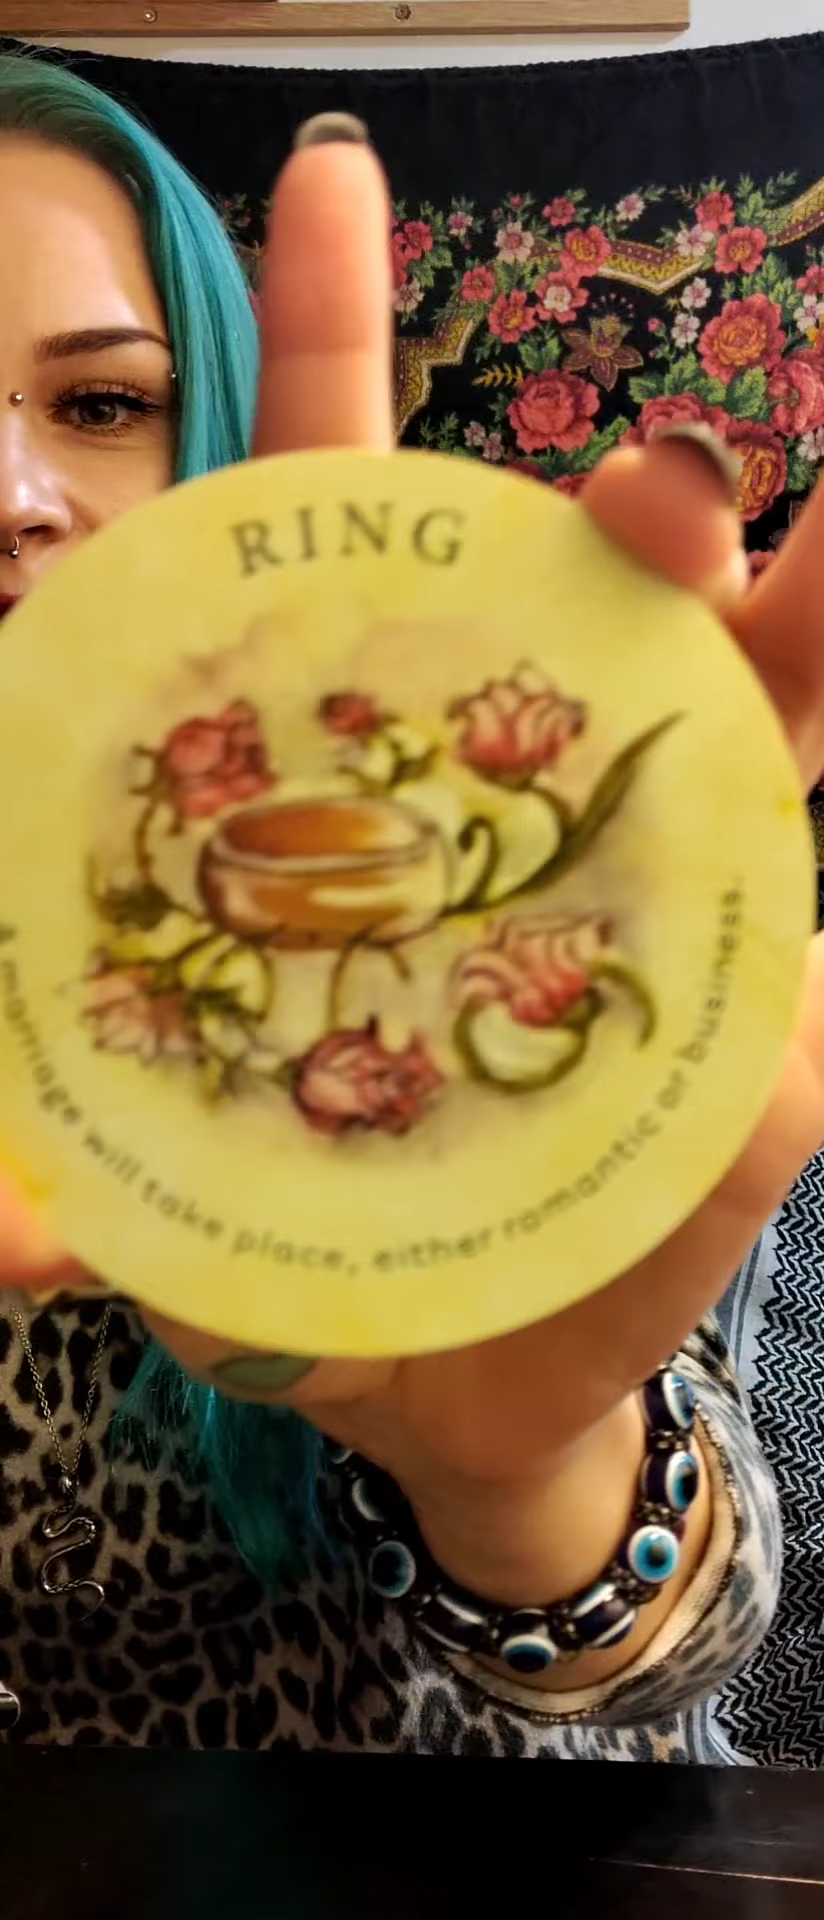 RING
A marriage will take place, either romantic or business.